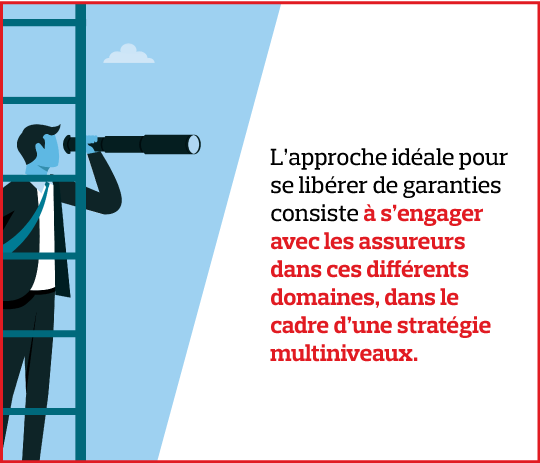 L’approche idéale pour
se libérer de garanties
consiste à s’engager
avec les assureurs
dans ces différents
domaines, dans le
cadre d’une stratégie
multiniveaux.